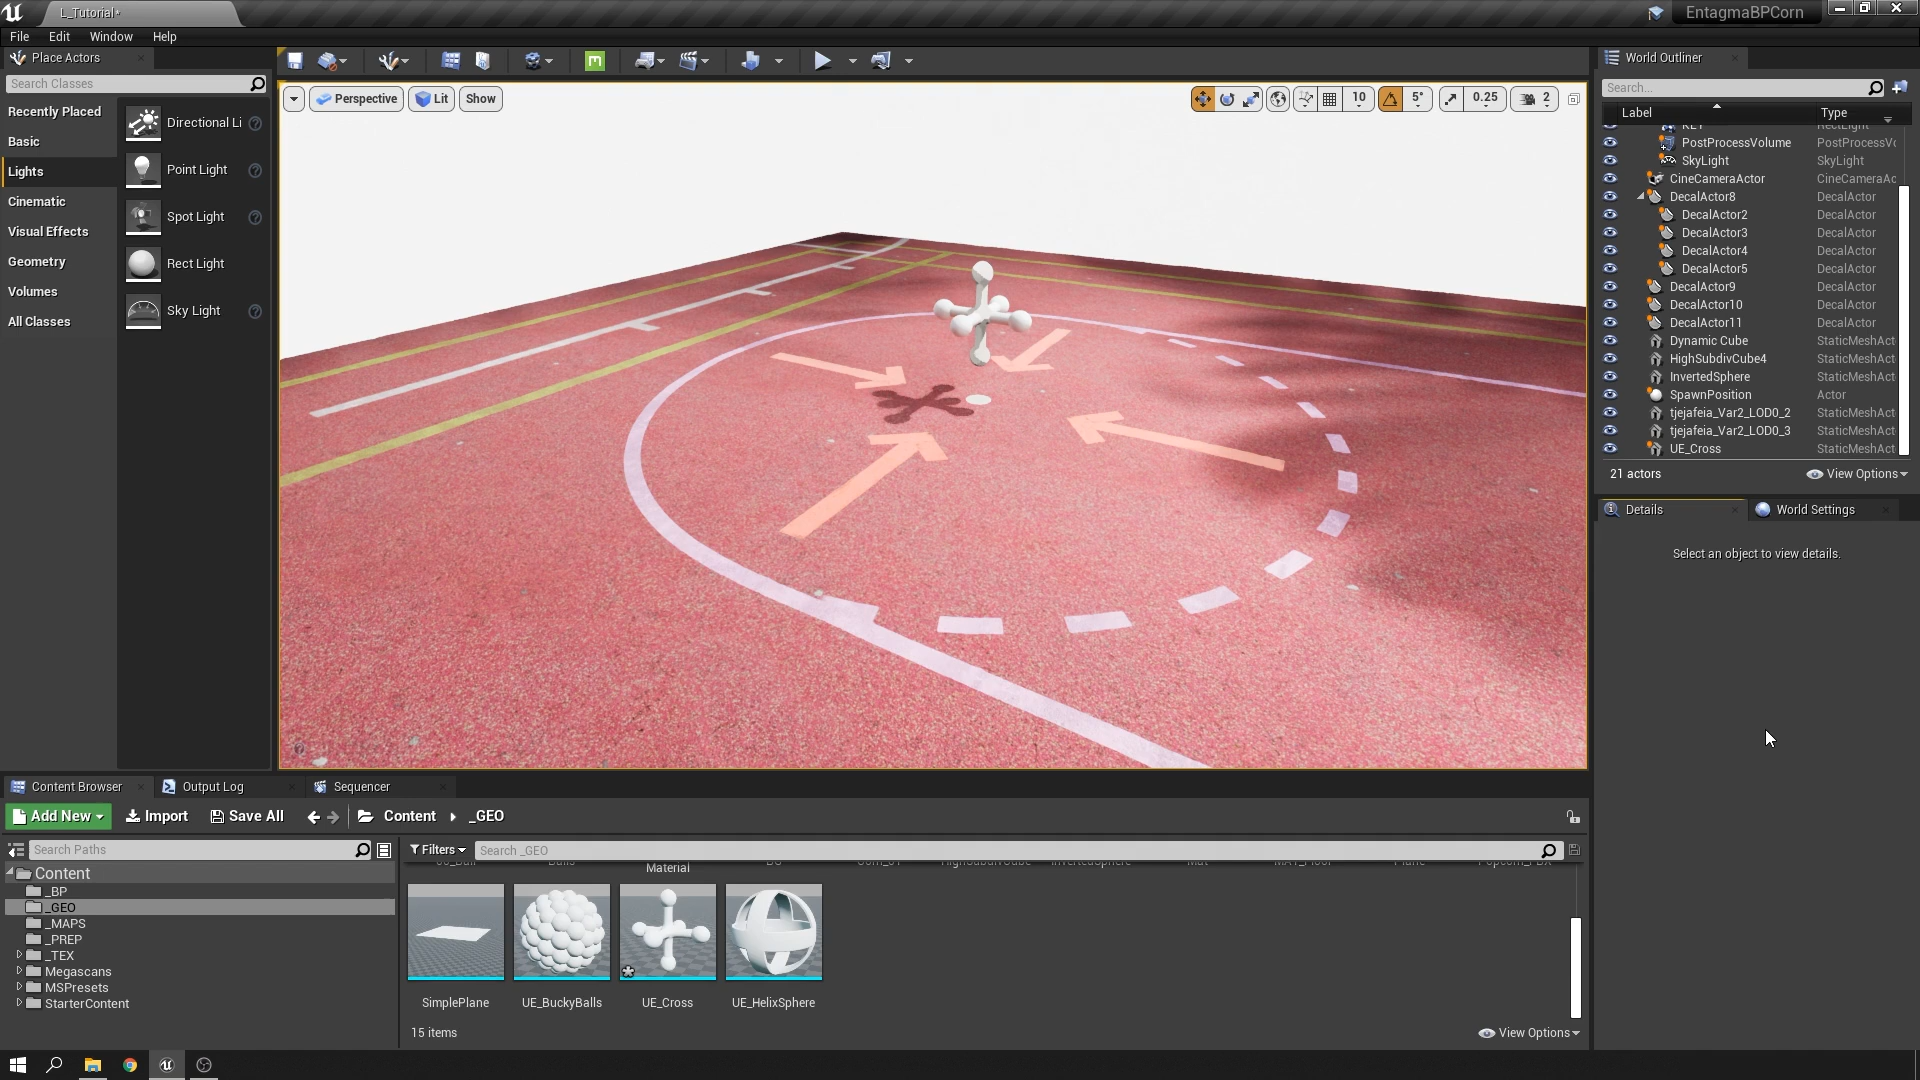 L_Tutorial*
EntagmaBPCorn
File Edit Window Help
Place Actors
World Outliner
Search Classes
Search...
Perspective
Lit
Show
10
5°
0.25
2
Label
Type
Recently Placed
Basic
Lights
Cinematic
Visual Effects
Geometry
Volumes
All Classes
Directional Li
Point Light
Spot Light
Rect Light
Sky Light
KEY RectLight
PostProcessVolume PostProcessVo
SkyLight SkyLight
CineCameraActor CineCameraAc
DecalActor8 DecalActor
DecalActor2 DecalActor
DecalActor3 DecalActor
DecalActor4 DecalActor
DecalActor5 DecalActor
DecalActor9 DecalActor
DecalActor10 DecalActor
DecalActor11 DecalActor
Dynamic Cube StaticMeshAct
HighSubdivCube4 StaticMeshAct
InvertedSphere StaticMeshAct
SpawnPosition Actor
tjejafeia_Var2_LOD0_2 StaticMeshAct
tjejafeia_Var2_LOD0_3 StaticMeshAct
UE_Cross StaticMeshAct
21 actors
View Options
Details
World Settings
Select an object to view details.
Content Browser
Output Log
Sequencer
Add New
Import
Save All
Content
_GEO
Search Paths
Filters
Search _GEO
Content
_BP
_GEO
_MAPS
_PREP
_TEX
Megascans
MSPresets
StarterContent
Material
SimplePlane
UE_BuckyBalls
UE_Cross
UE_HelixSphere
15 items
View Options